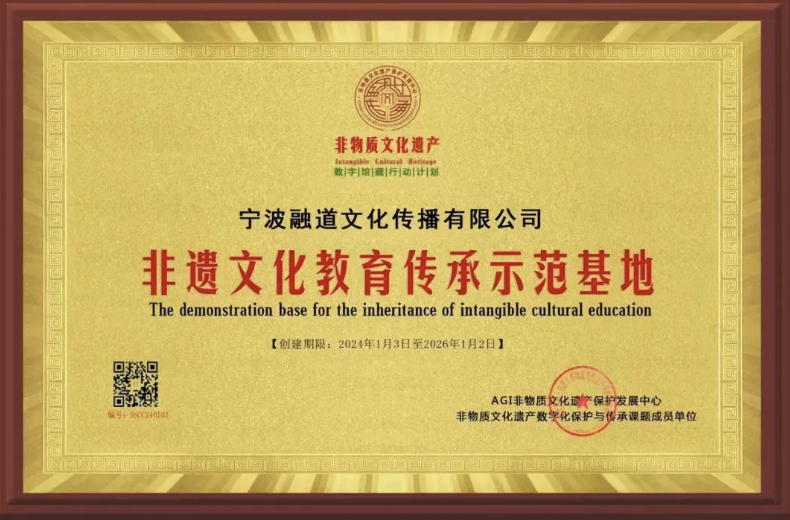 非物质文化遗产
Intangible Cultural Heritage
数|字|馆|藏|行|动|计|划
宁波融道文化传播有限公司
非遗文化教育传承示范基地
The demonstration base for the inheritance of intangible cultural education
【创建期限：2024年1月3日至2026年1月2日】
编号：SSCC240103
AGI非物质文化遗产保护发展中心
非物质文化遗产数字化保护与传承课题成员单位